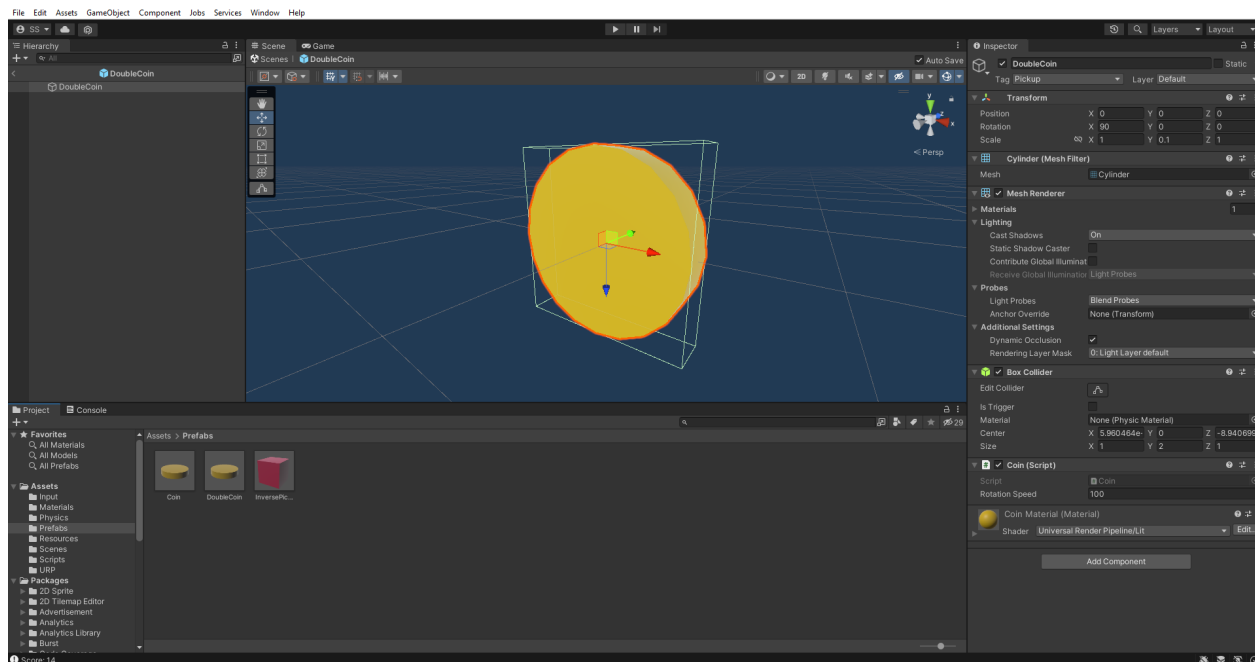 File Edit Assets GameObject Component Jobs Services Window Help
SS Layers Layout
Hierarchy
All
DoubleCoin
DoubleCoin
Scene Game
Scenes DoubleCoin Auto Save
2D
y
z
x
Persp
Inspector
DoubleCoin Static
Tag Pickup Layer Default
Transform
Position X 0 Y 0 Z 0
Rotation X 90 Y 0 Z 0
Scale X 1 Y 0.1 Z 1
Cylinder (Mesh Filter)
Mesh Cylinder
Mesh Renderer
Materials 1
Lighting
Cast Shadows On
Static Shadow Caster
Contribute Global Illuminat
Receive Global Illumination Light Probes
Probes
Light Probes Blend Probes
Anchor Override None (Transform)
Additional Settings
Dynamic Occlusion
Rendering Layer Mask 0: Light Layer default
Box Collider
Edit Collider
Is Trigger
Material None (Physic Material)
Center X 5.960464e- Y 0 Z -8.940699
Size X 1 Y 2 Z 1
Coin (Script)
Script Coin
Rotation Speed 100
Coin Material (Material)
Shader Universal Render Pipeline/Lit Edit...
Add Component
Project Console
29
Favorites
All Materials
All Models
All Prefabs
Assets
Input
Materials
Physics
Prefabs
Resources
Scenes
Scripts
URP
Packages
2D Sprite
2D Tilemap Editor
Advertisement
Analytics
Analytics Library
Burst
Assets > Prefabs
Coin DoubleCoin InversePic...
Score: 14